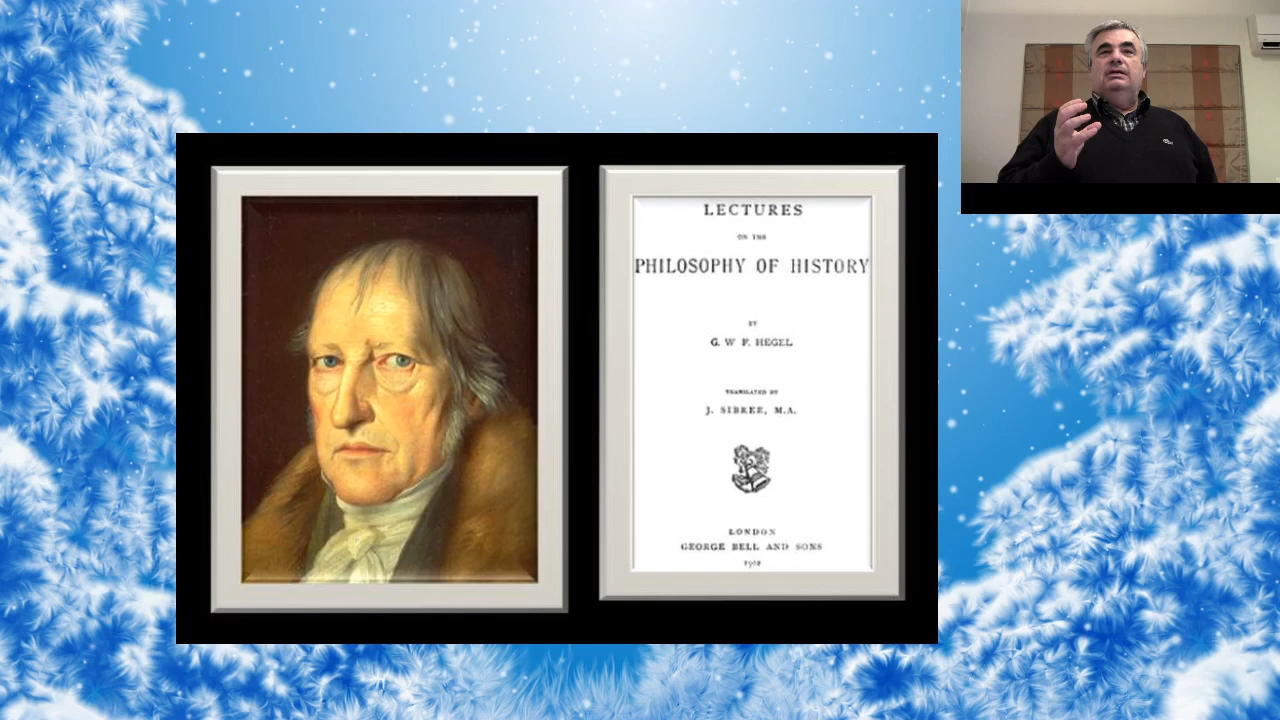 LECTURES
ON THE
PHILOSOPHY OF HISTORY
BY
G. W F. HEGEL
TRANSLATED BY
J. SIBREE, M.A.
LONDON
GEORGE BELL AND SONS